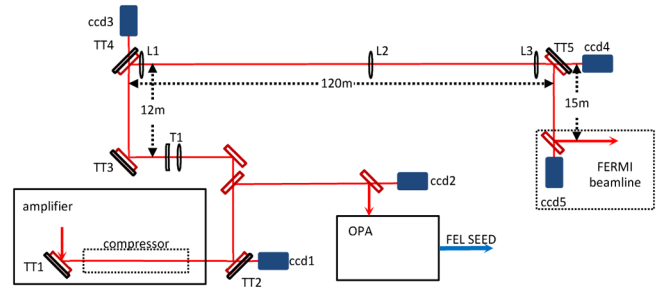 ccd3
TT4
L1
L2
L3
TT5
ccd4
120m
12m
15m
T1
TT3
ccd2
FERMI
beamline
ccd5
amplifier
compressor
OPA
FEL SEED
TT1
ccd1
TT2